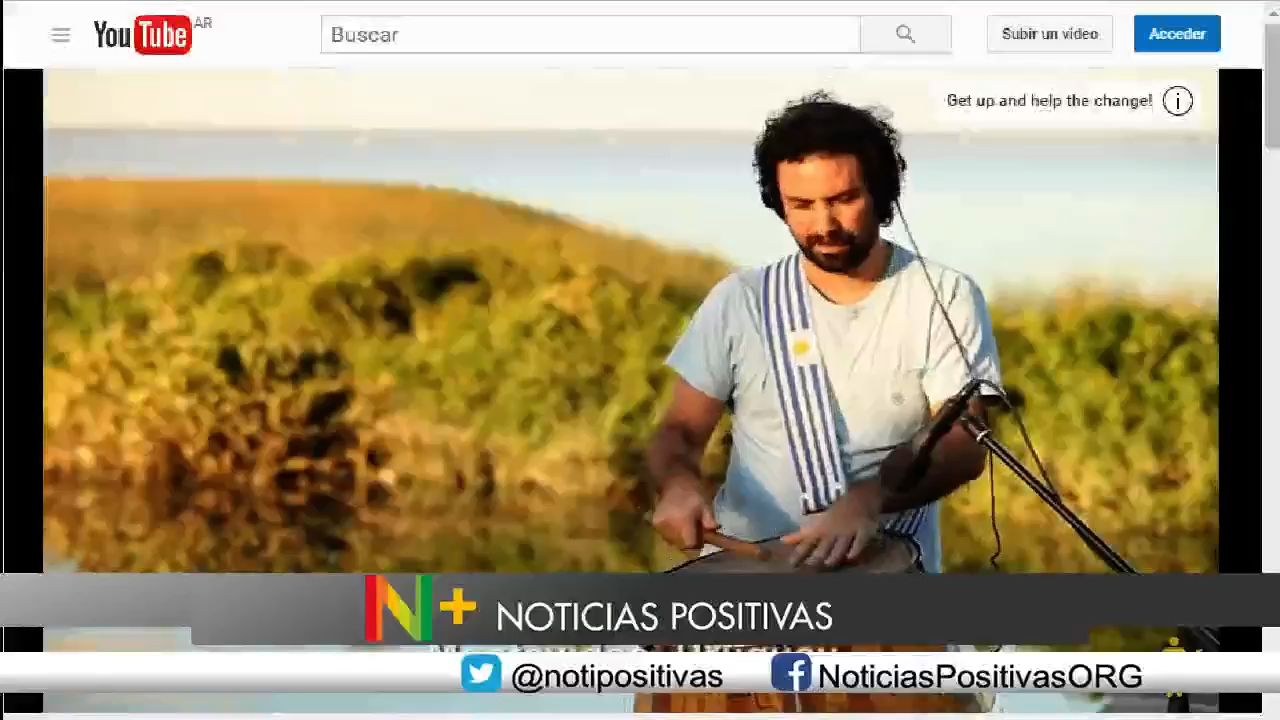 YouTube AR
Buscar
Subir un video
Acceder
Get up and help the change!
N+ NOTICIAS POSITIVAS
@notipositivas
NoticiasPositivasORG